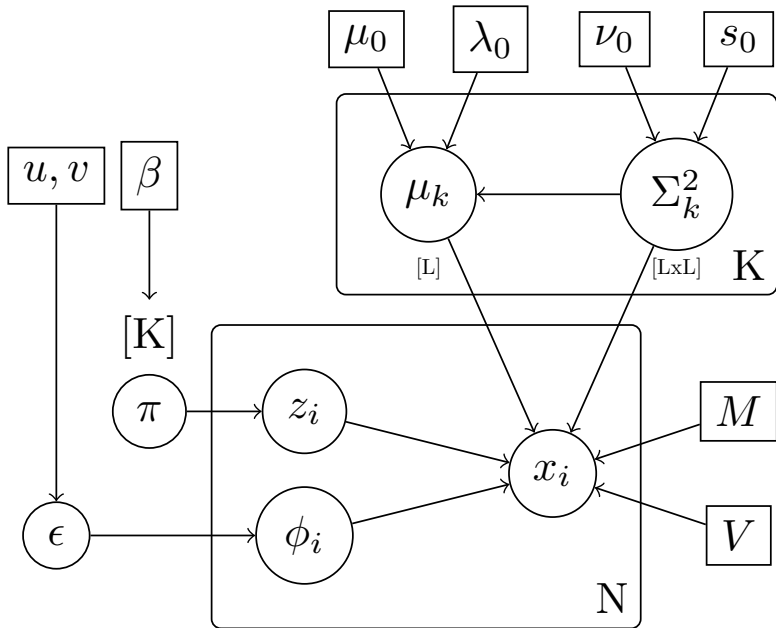 μ₀ λ₀ ν₀ s₀
u, v β μₖ Σ²ₖ
[L] [LxL] K
[K]
π zᵢ M
xᵢ
ϵ ϕᵢ V
N